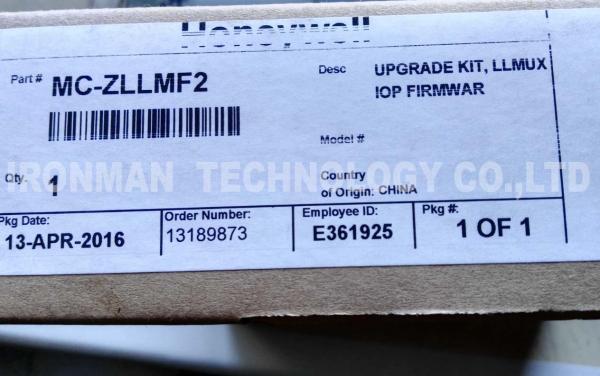 Honeywell
Part # MC-ZLLMF2
Desc UPGRADE KIT, LLMUX
IOP FIRMWAR
Model #
IRONMAN TECHNOLOGY CO.,LTD
Qty. 1
Country
of Origin: CHINA
Pkg Date: 13-APR-2016
Order Number: 13189873
Employee ID: E361925
Pkg #: 1 OF 1